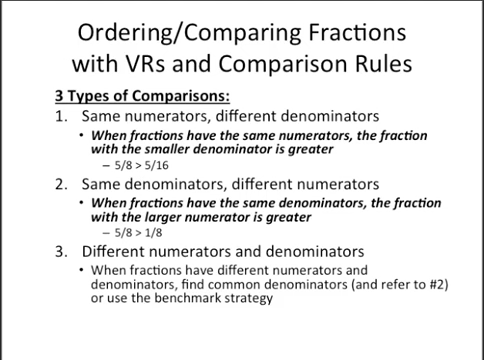 Ordering/Comparing Fractions
with VRs and Comparison Rules
3 Types of Comparisons:
1. Same numerators, different denominators
• When fractions have the same numerators, the fraction
with the smaller denominator is greater
– 5/8 > 5/16
2. Same denominators, different numerators
• When fractions have the same denominators, the fraction
with the larger numerator is greater
– 5/8 > 1/8
3. Different numerators and denominators
• When fractions have different numerators and
denominators, find common denominators (and refer to #2)
or use the benchmark strategy